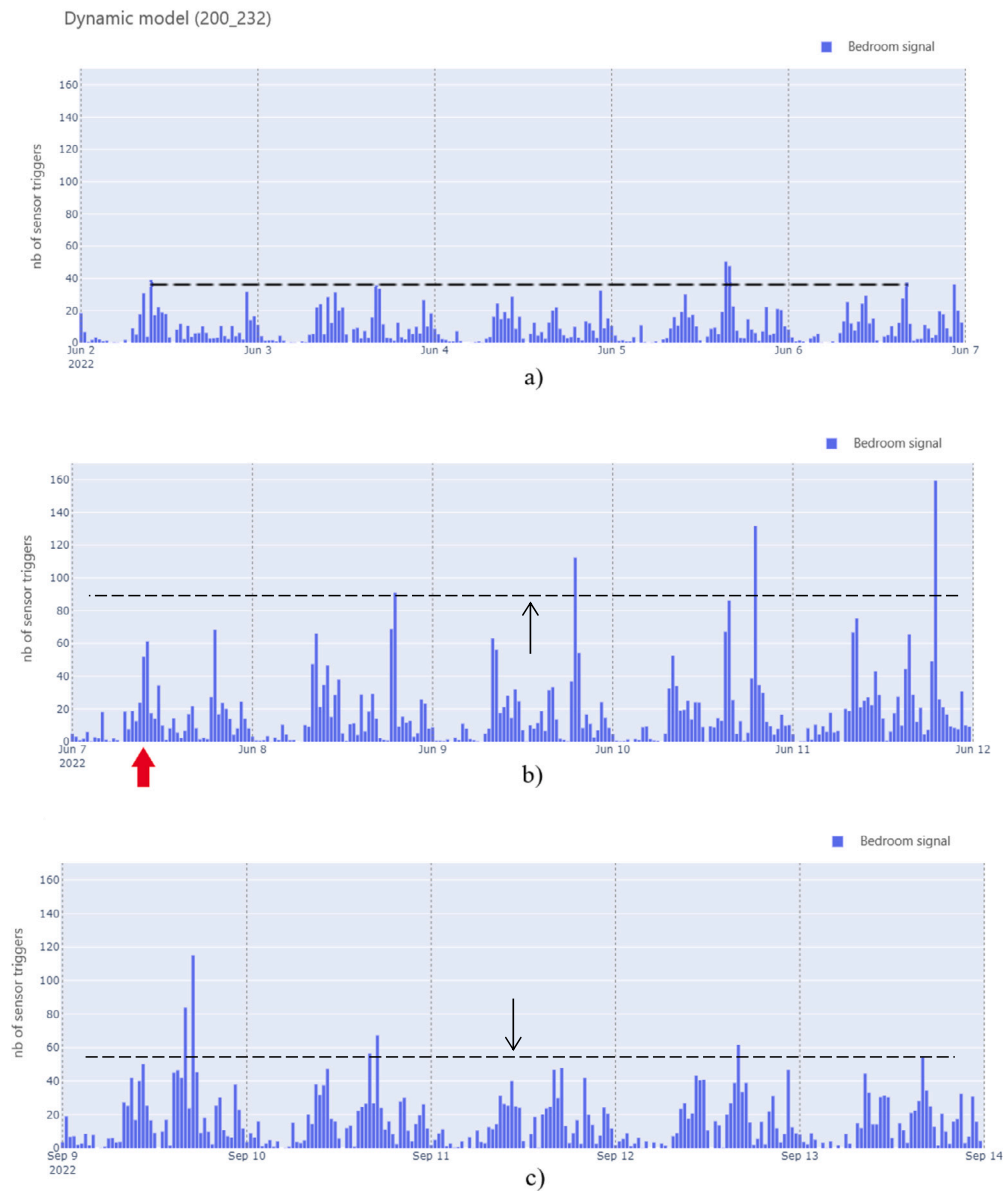 Dynamic model (200_232)
Bedroom signal
nb of sensor triggers
160
140
120
100
80
60
40
20
0
Jun 2 Jun 3 Jun 4 Jun 5 Jun 6 Jun 7
2022
a)
Bedroom signal
nb of sensor triggers
160
140
120
100
80
60
40
20
0
Jun 7 Jun 8 Jun 9 Jun 10 Jun 11 Jun 12
2022
b)
Bedroom signal
nb of sensor triggers
160
140
120
100
80
60
40
20
0
Sep 9 Sep 10 Sep 11 Sep 12 Sep 13 Sep 14
2022
c)